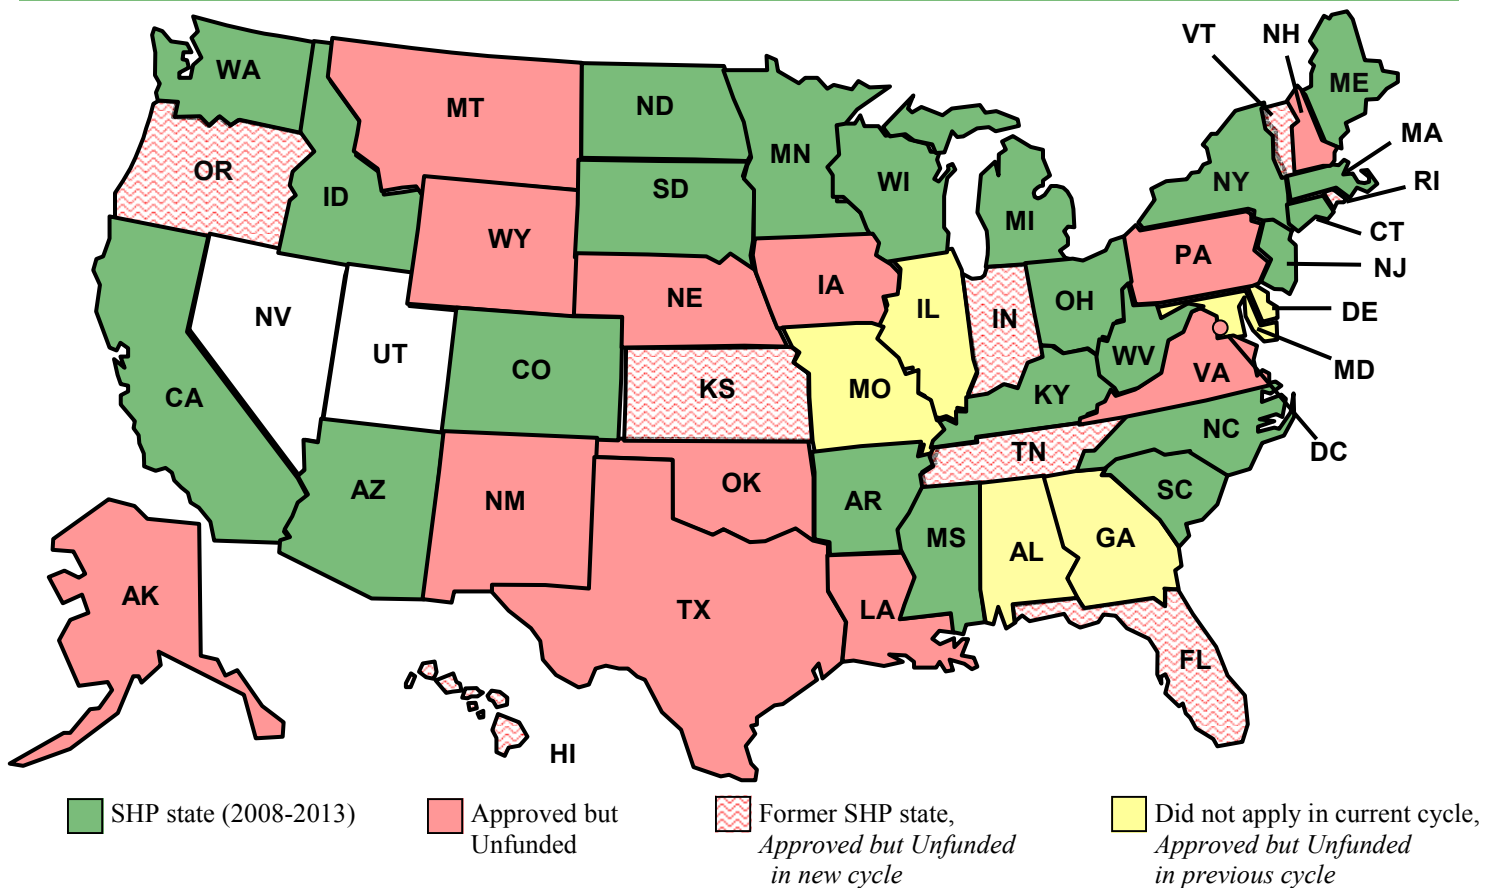 VT
NH
WA
ME
MT
ND
MA
MN
OR
WI
NY
RI
ID
SD
MI
CT
WY
PA
NJ
IA
NE
OH
IL
DE
NV
IN
UT
WV
MD
CO
VA
KS
MO
KY
CA
NC
DC
TN
OK
AZ
SC
NM
AR
MS
GA
AL
AK
TX
LA
FL
HI
SHP state (2008-2013)
Approved but
Unfunded
Former SHP state,
Approved but Unfunded
in new cycle
Did not apply in current cycle,
Approved but Unfunded
in previous cycle